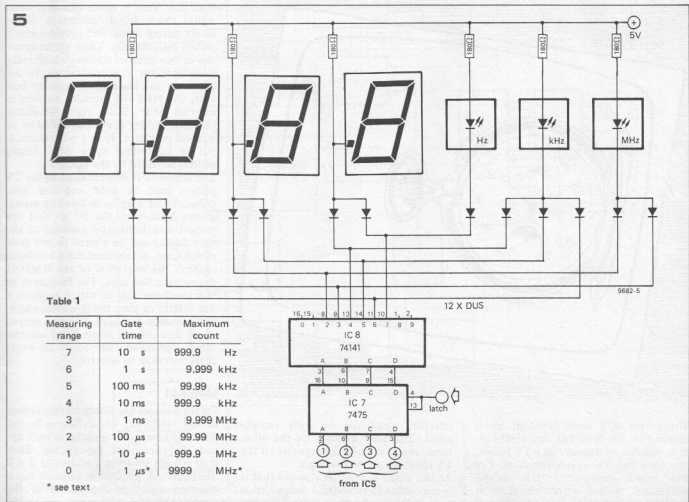 5
180Ω
180Ω
180Ω
180Ω
180Ω
180Ω
5V
Hz
kHz
MHz
9682-5
12 X DUS
Table 1
Measuring range Gate time Maximum count
7 10 s 999.9 Hz
6 1 s 9.999 kHz
5 100 ms 99.99 kHz
4 10 ms 999.9 kHz
3 1 ms 9.999 MHz
2 100 µs 99.99 MHz
1 10 µs 999.9 MHz
0 1 µs* 9999 MHz*
* see text
16 15 8 9 13 14 11 10 1 2
0 1 2 3 4 5 6 7 8 9
IC 8
74141
A B C D
3 6 7 4
16 10 9 15
A B C D
IC 7
7475
4
13
latch
A B C D
2 3 6 7
1 2 3 4
from IC5